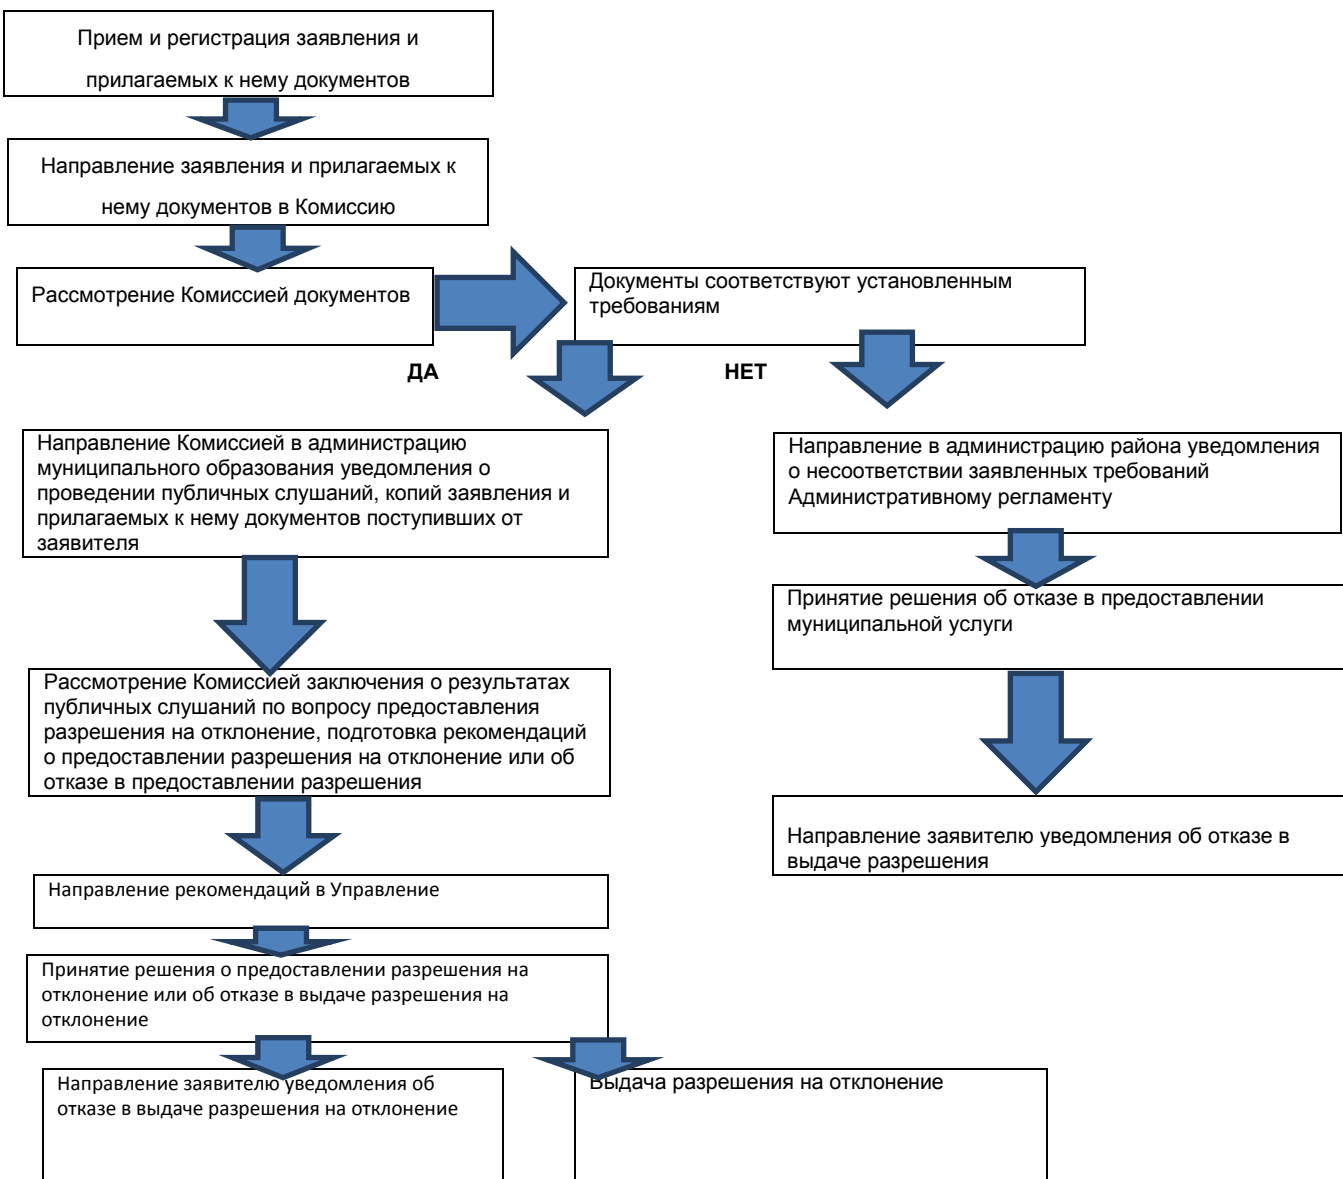 Прием и регистрация заявления и
прилагаемых к нему документов
Направление заявления и прилагаемых к
нему документов в Комиссию
Рассмотрение Комиссией документов
Документы соответствуют установленным
требованиям
ДА
НЕТ
Направление Комиссией в администрацию
муниципального образования уведомления о
проведении публичных слушаний, копий заявления и
прилагаемых к нему документов поступивших от
заявителя
Направление в администрацию района уведомления
о несоответствии заявленных требований
Административному регламенту
Принятие решения об отказе в предоставлении
муниципальной услуги
Рассмотрение Комиссией заключения о результатах
публичных слушаний по вопросу предоставления
разрешения на отклонение, подготовка рекомендаций
о предоставлении разрешения на отклонение или об
отказе в предоставлении разрешения
Направление заявителю уведомления об отказе в
выдаче разрешения
Направление рекомендаций в Управление
Принятие решения о предоставлении разрешения на
отклонение или об отказе в выдаче разрешения на
отклонение
Направление заявителю уведомления об
отказе в выдаче разрешения на отклонение
Выдача разрешения на отклонение